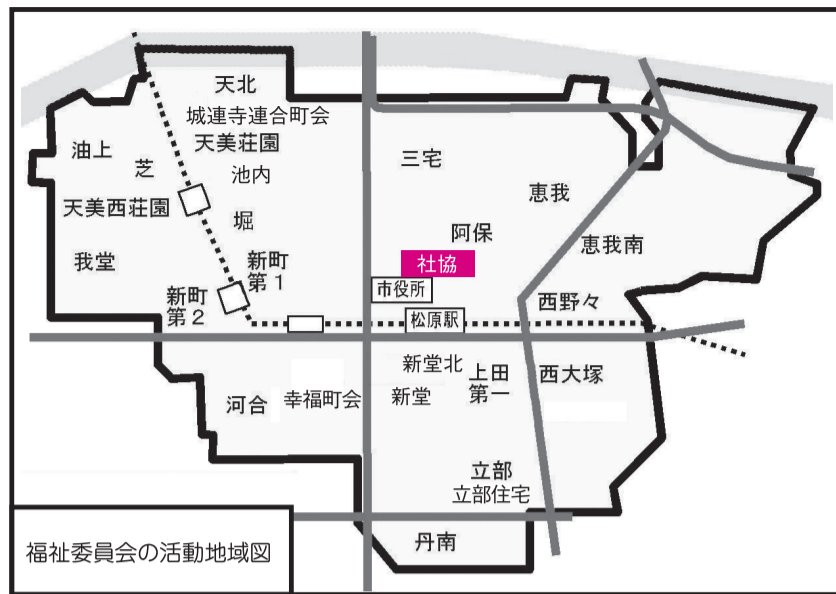 天北
城連寺連合町会
天美荘園
油上
芝
池内
三宅
恵我
天美西荘園
堀
阿保
恵我南
我堂
新町
第１
社協
新町
第２
市役所
松原駅
西野々
新堂北
上田
第一
西大塚
河合
幸福町会
新堂
立部
立部住宅
丹南
福祉委員会の活動地域図